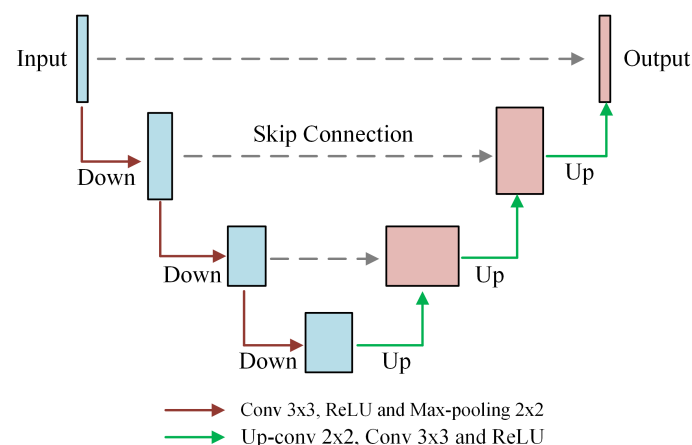 Input
Output
Skip Connection
Down
Up
Down
Up
Down
Up
Conv 3x3, ReLU and Max-pooling 2x2
Up-conv 2x2, Conv 3x3 and ReLU